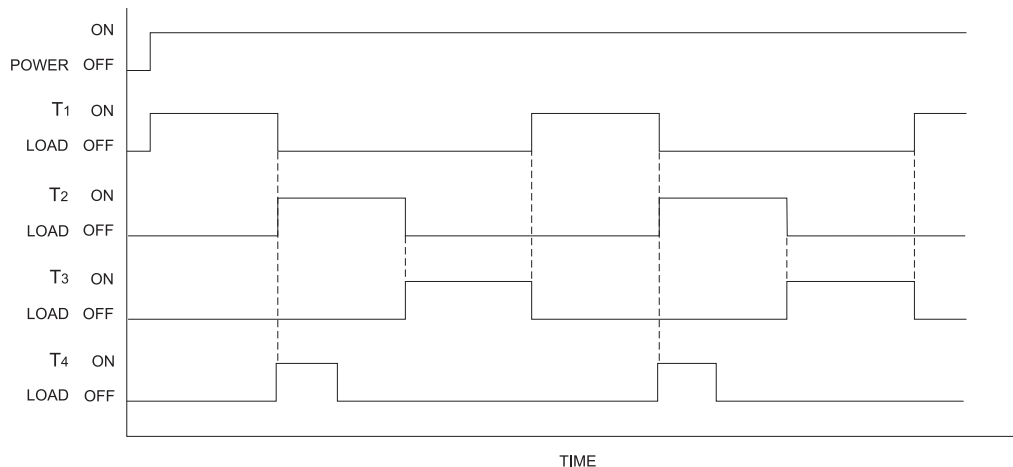 ON
POWER OFF
T1 ON
LOAD OFF
T2 ON
LOAD OFF
T3 ON
LOAD OFF
T4 ON
LOAD OFF
TIME